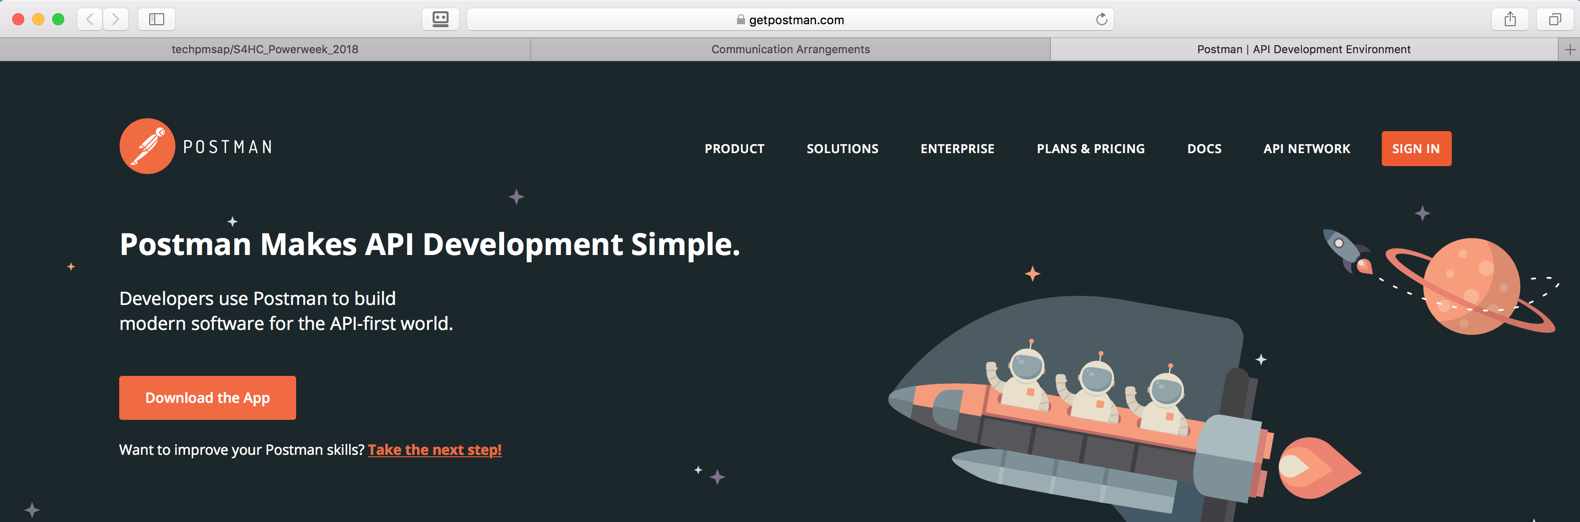 getpostman.com
techpmsap/S4HC_Powerweek_2018
Communication Arrangements
Postman | API Development Environment
POSTMAN
PRODUCT
SOLUTIONS
ENTERPRISE
PLANS & PRICING
DOCS
API NETWORK
SIGN IN
Postman Makes API Development Simple.
Developers use Postman to build
modern software for the API-first world.
Download the App
Want to improve your Postman skills? Take the next step!